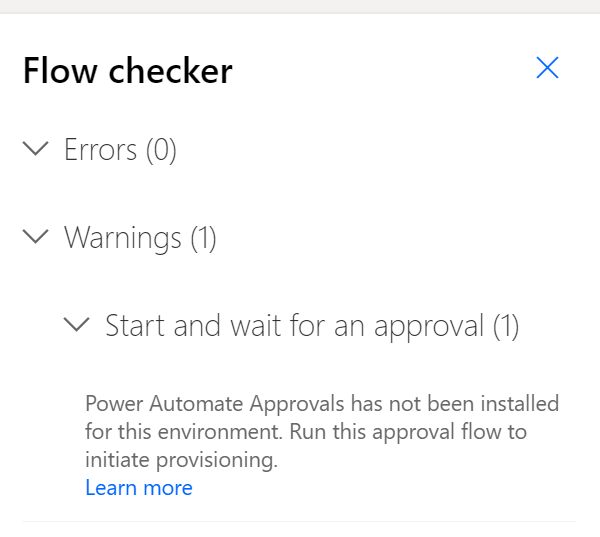 Flow checker
Errors (0)
Warnings (1)
Start and wait for an approval (1)
Power Automate Approvals has not been installed
for this environment. Run this approval flow to
initiate provisioning.
Learn more